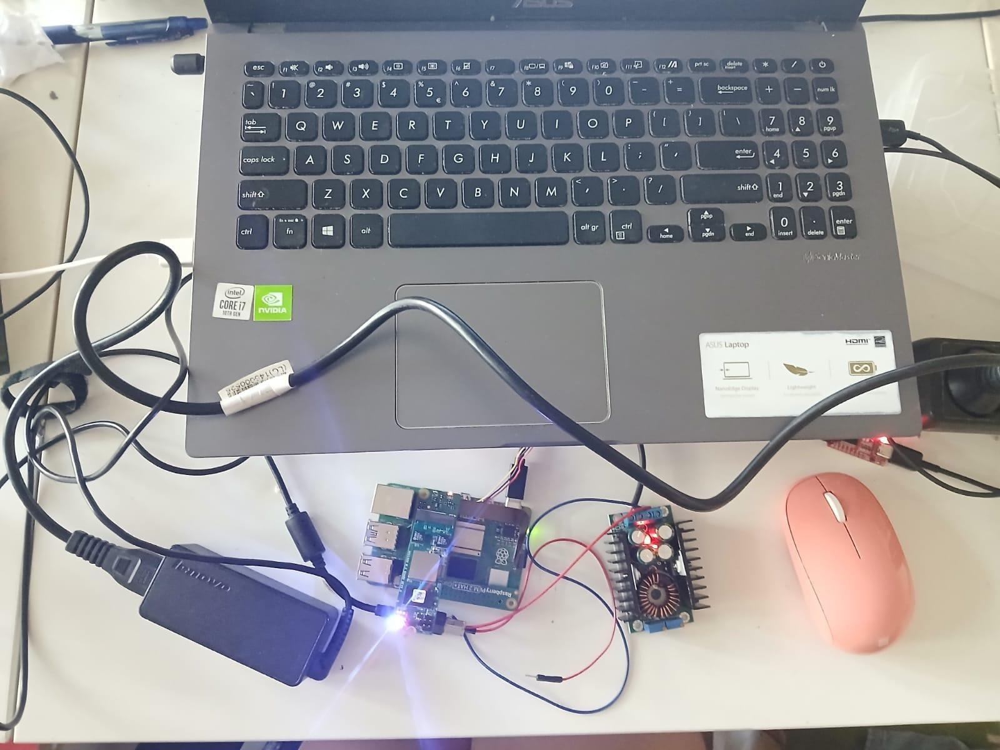 ASUS
esc f1 f2 f3 f4 f5 f6 f7 f8 f9 f10 f11 f12 prt sc delete insert * /
~ ` ! 1 @ 2 # 3 $ 4 % 5 € ^ 6 & 7 * 8 ( 9 ) 0 - + = backspace + - num lk
tab Q W E R T Y U I O P { [ } ] | \ 7 home 8 9 pgup
caps lock A S D F G H J K L : ; " ' enter 4 5 6
shift Z X C V B N M < , > . ? / shift 1 end 2 3 pgdn
ctrl fn esc fn alt alt gr ctrl home pgup pgdn end 0 insert . delete enter
SonicMaster
intel
CORE i7
10TH GEN
NVIDIA
ASUS Laptop HDMI
NanoEdge Display Lightweight
lenovo
Raspberry Pi M.2 HAT+